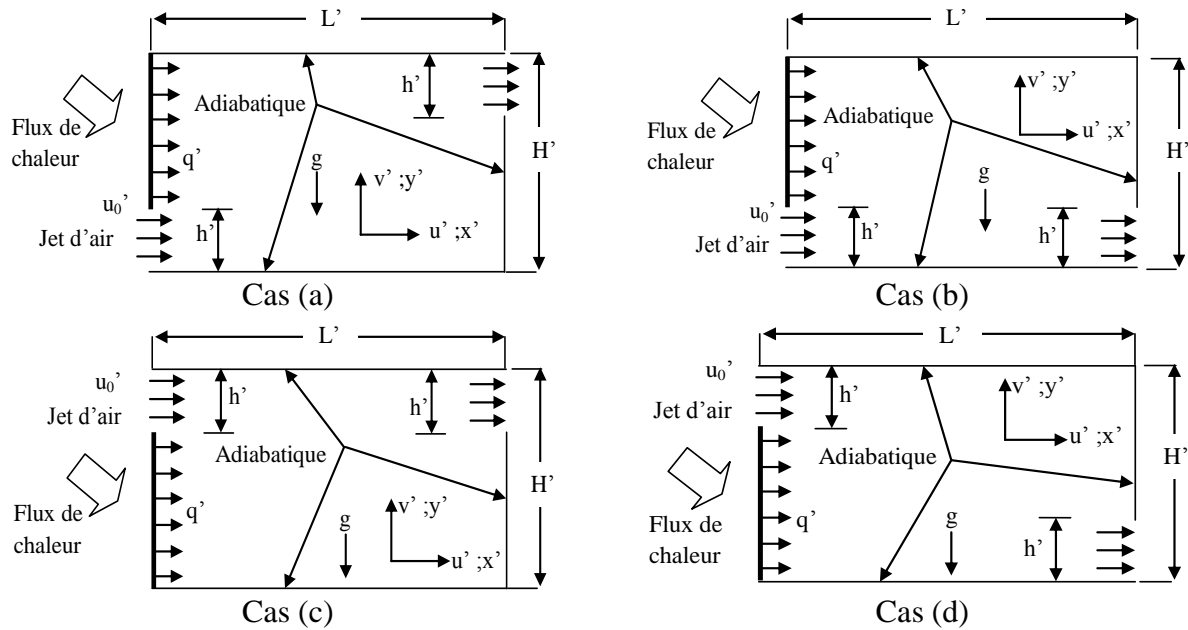 L’
h’
Adiabatique
Flux de
chaleur
q’
H’
g
v’ ;y’
u0’
Jet d’air
h’
u’ ;x’
Cas (a)
L’
v’ ;y’
Adiabatique
u’ ;x’
H’
Flux de
chaleur
q’
g
u0’
Jet d’air
h’
h’
Cas (b)
L’
u0’
Jet d’air
h’
h’
Adiabatique
H’
Flux de
chaleur
q’
g
v’ ;y’
u’ ;x’
Cas (c)
L’
u0’
Jet d’air
h’
v’ ;y’
u’ ;x’
Adiabatique
H’
Flux de
chaleur
q’
g
h’
Cas (d)